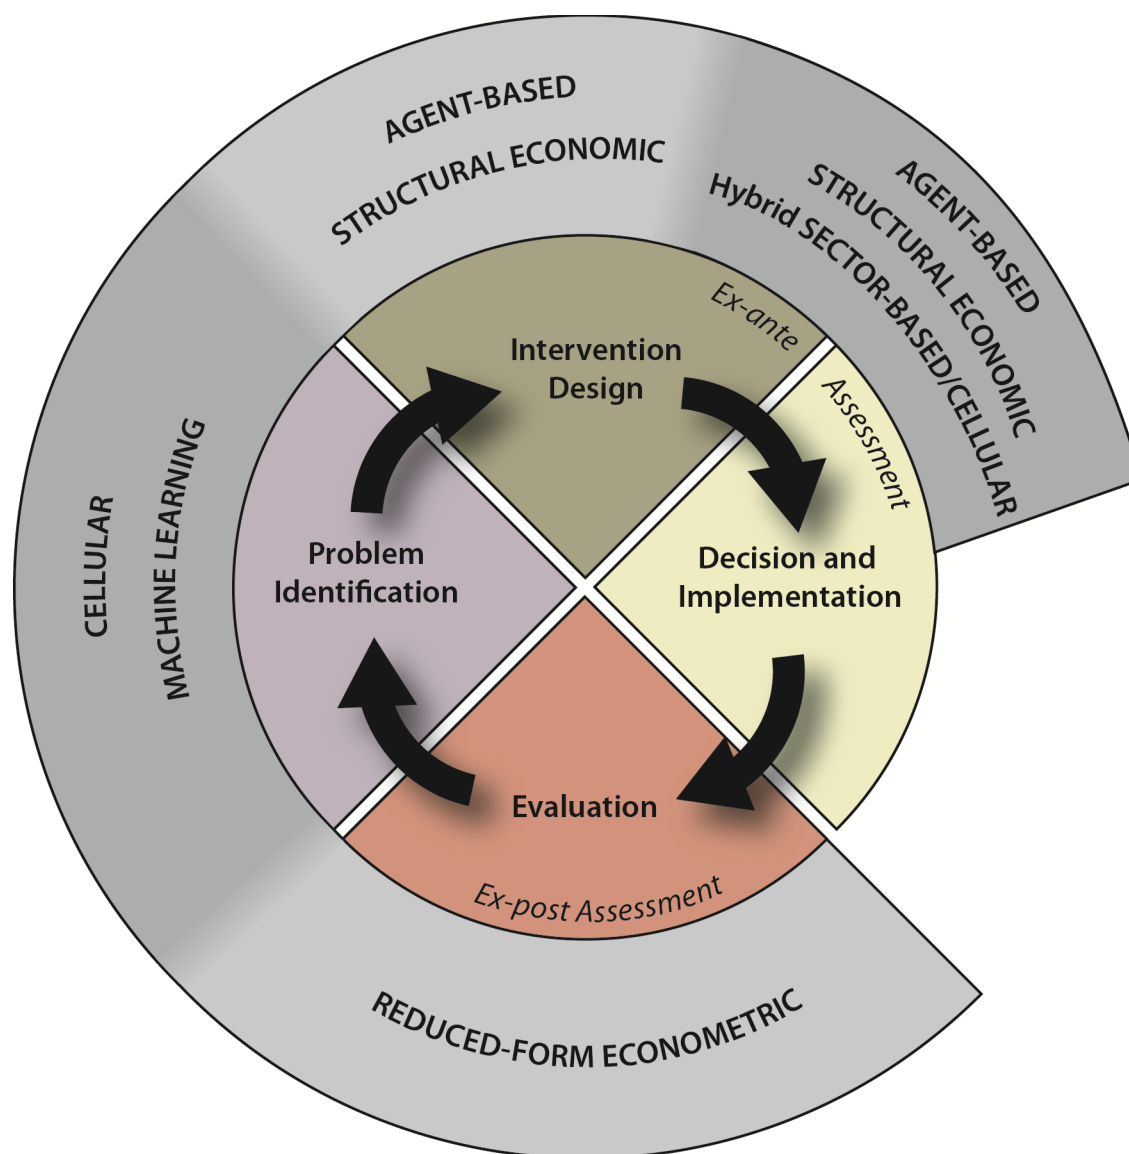 AGENT-BASED
STRUCTURAL ECONOMIC
AGENT-BASED
STRUCTURAL ECONOMIC
Hybrid SECTOR-BASED/CELLULAR
CELLULAR
MACHINE LEARNING
Ex-ante
Assessment
Intervention
Design
Problem
Identification
Decision and
Implementation
Evaluation
Ex-post Assessment
REDUCED-FORM ECONOMETRIC